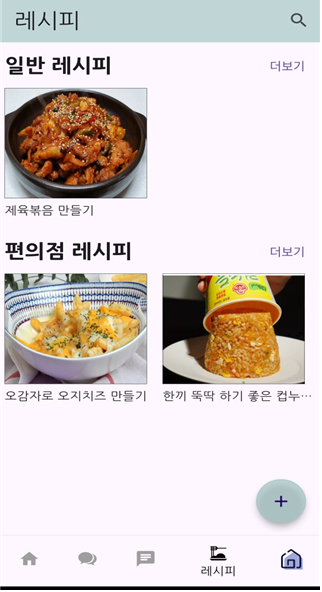 레시피
일반 레시피
더보기
제육볶음 만들기
편의점 레시피
더보기
오감자로 오지치즈 만들기
한끼 뚝딱 하기 좋은 컵누…
레시피